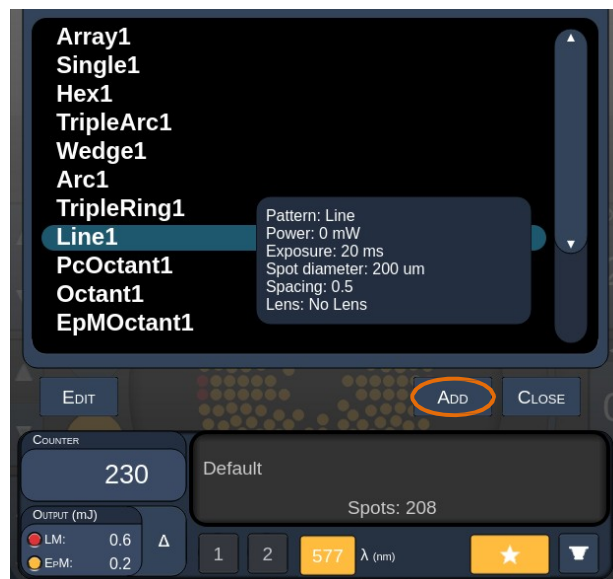 Array1
Single1
Hex1
TripleArc1
Wedge1
Arc1
TripleRing1
Line1
PcOctant1
Octant1
EpMOctant1
Pattern: Line
Power: 0 mW
Exposure: 20 ms
Spot diameter: 200 um
Spacing: 0.5
Lens: No Lens
EDIT
ADD
CLOSE
COUNTER
230
Default
Spots: 208
OUTPUT (mJ)
LM: 0.6
EPM: 0.2
Δ
1 2 577 λ (nm)